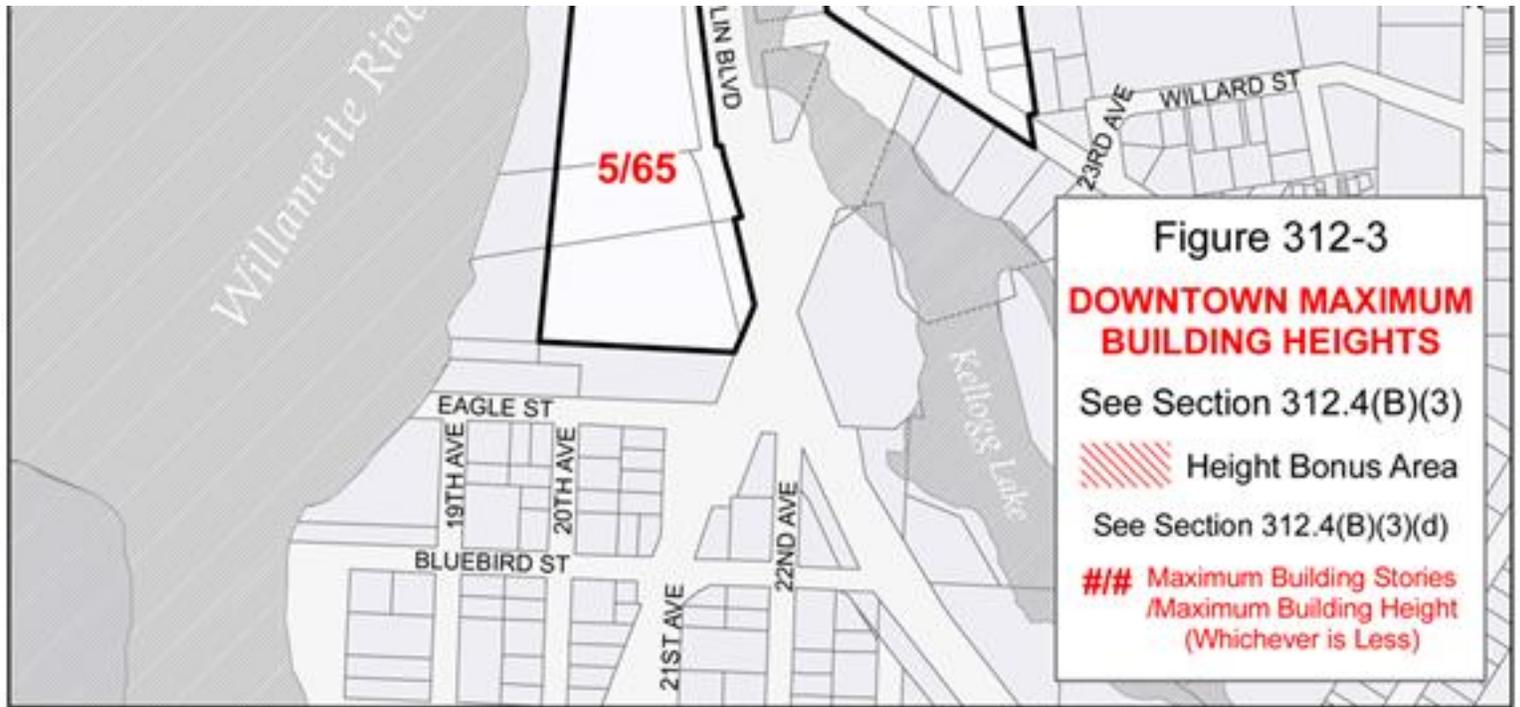 Willamette River
LIN BLVD
5/65
23RD AVE
WILLARD ST
Figure 312-3
DOWNTOWN MAXIMUM
BUILDING HEIGHTS
See Section 312.4(B)(3)
Height Bonus Area
See Section 312.4(B)(3)(d)
#/# Maximum Building Stories
/Maximum Building Height
(Whichever is Less)
Kellogg Lake
EAGLE ST
19TH AVE
20TH AVE
BLUEBIRD ST
22ND AVE
21ST AVE